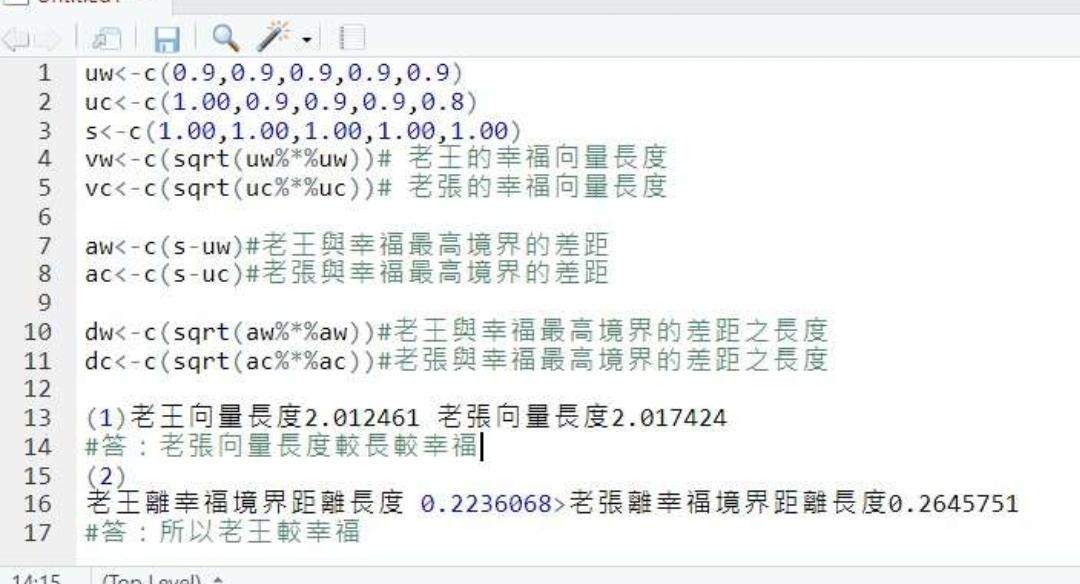 1 uw<-c(0.9,0.9,0.9,0.9,0.9)
2 uc<-c(1.00,0.9,0.9,0.9,0.8)
3 s<-c(1.00,1.00,1.00,1.00,1.00)
4 vw<-c(sqrt(uw%*%uw))# 老王的幸福向量長度
5 vc<-c(sqrt(uc%*%uc))# 老張的幸福向量長度
6
7 aw<-c(s-uw)#老王與幸福最高境界的差距
8 ac<-c(s-uc)#老張與幸福最高境界的差距
9
10 dw<-c(sqrt(aw%*%aw))#老王與幸福最高境界的差距之長度
11 dc<-c(sqrt(ac%*%ac))#老張與幸福最高境界的差距之長度
12
13 (1)老王向量長度2.012461 老張向量長度2.017424
14 #答：老張向量長度較長較幸福
15 (2)
16 老王離幸福境界距離長度 0.2236068>老張離幸福境界距離長度0.2645751
17 #答：所以老王較幸福
14:15 (Top Level)